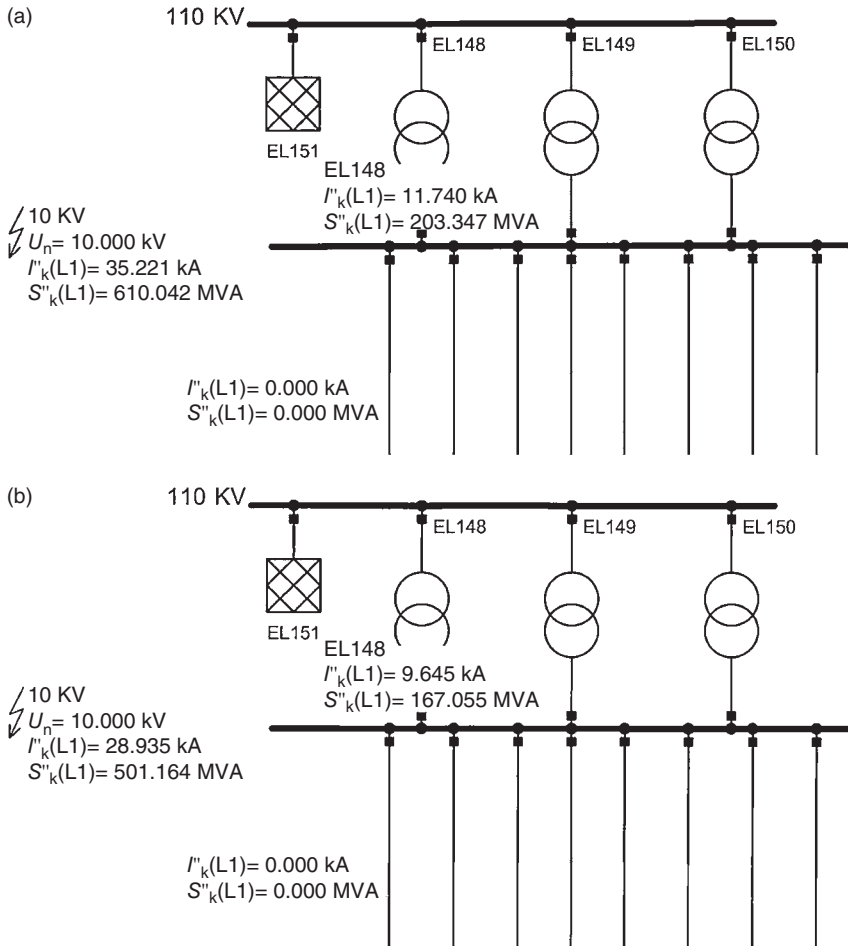 (a)
110 KV
EL148
EL149
EL150
EL151
EL148
I"k(L1)= 11.740 kA
S"k(L1)= 203.347 MVA
10 KV
Un= 10.000 kV
I"k(L1)= 35.221 kA
S"k(L1)= 610.042 MVA
I"k(L1)= 0.000 kA
S"k(L1)= 0.000 MVA
(b)
110 KV
EL148
EL149
EL150
EL151
EL148
I"k(L1)= 9.645 kA
S"k(L1)= 167.055 MVA
10 KV
Un= 10.000 kV
I"k(L1)= 28.935 kA
S"k(L1)= 501.164 MVA
I"k(L1)= 0.000 kA
S"k(L1)= 0.000 MVA